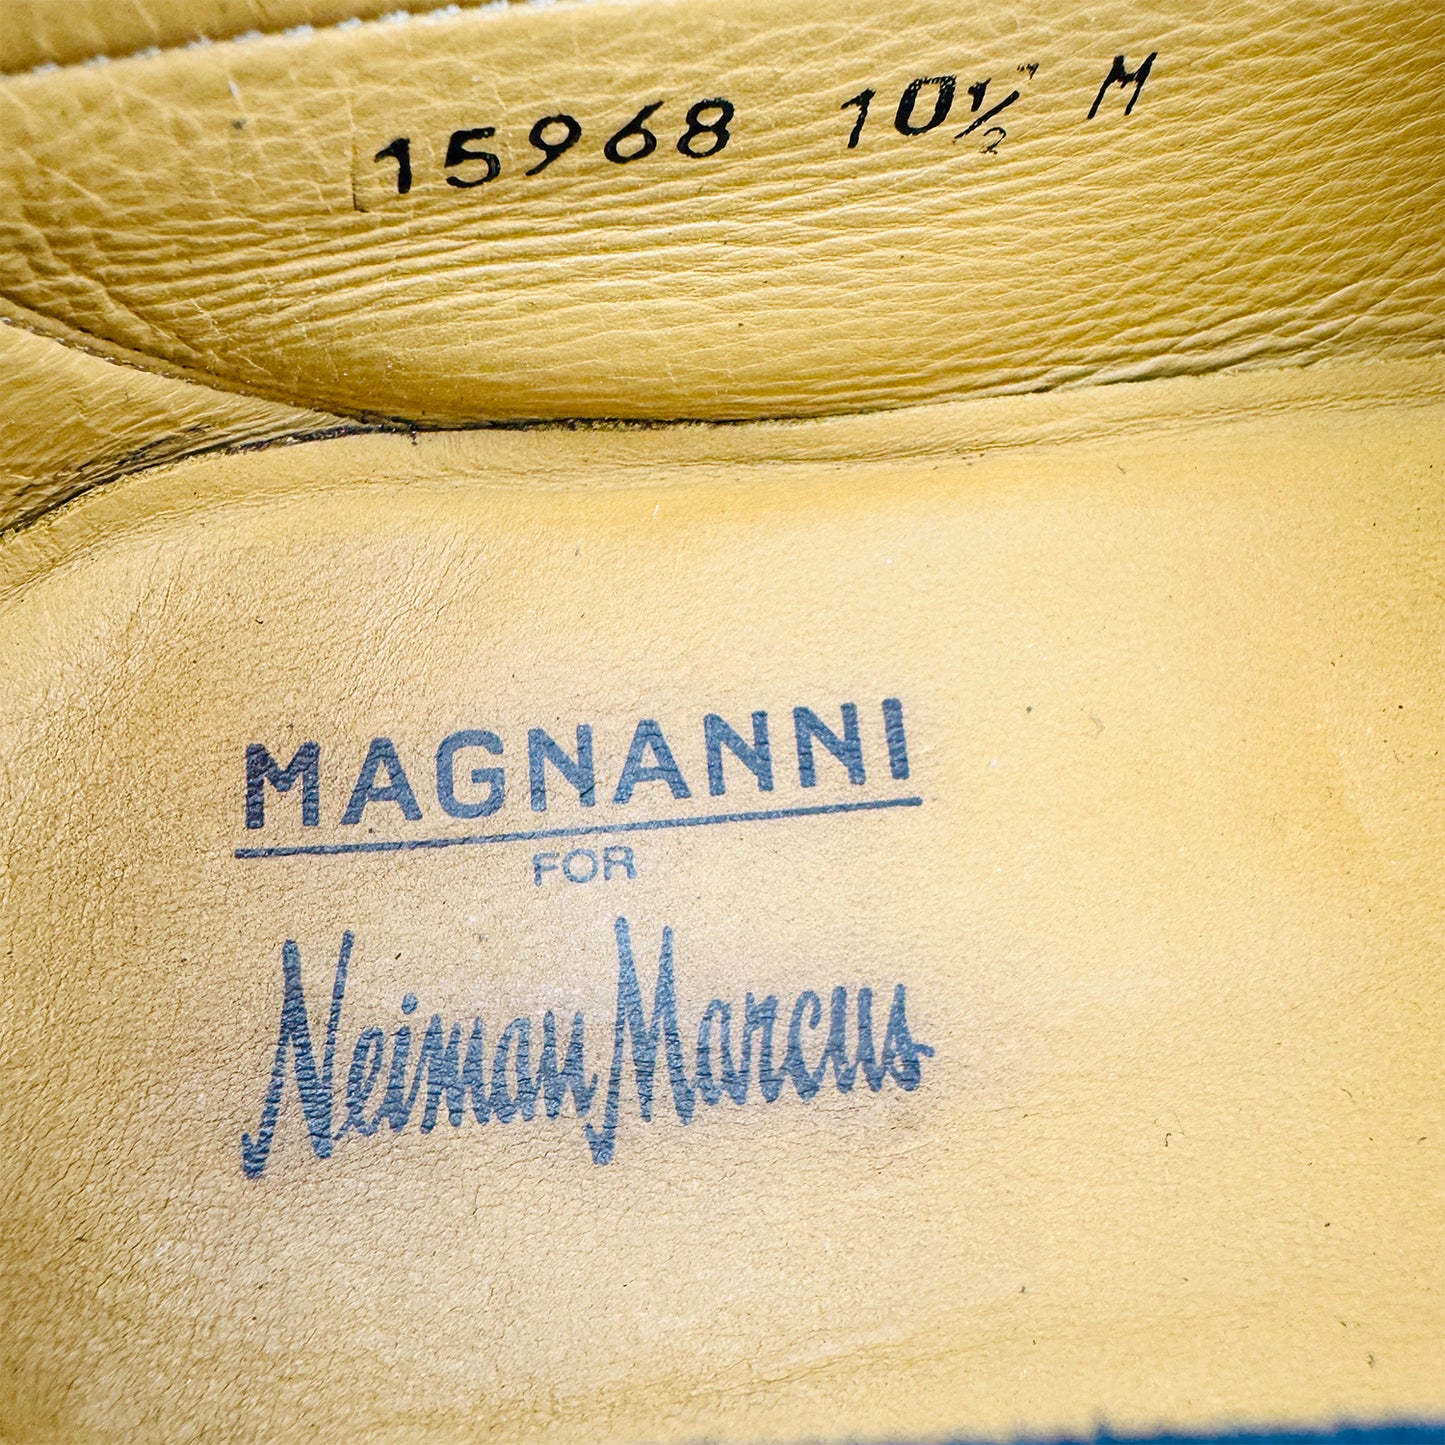 15968 10½ M
MAGNANNI
FOR
Neiman Marcus